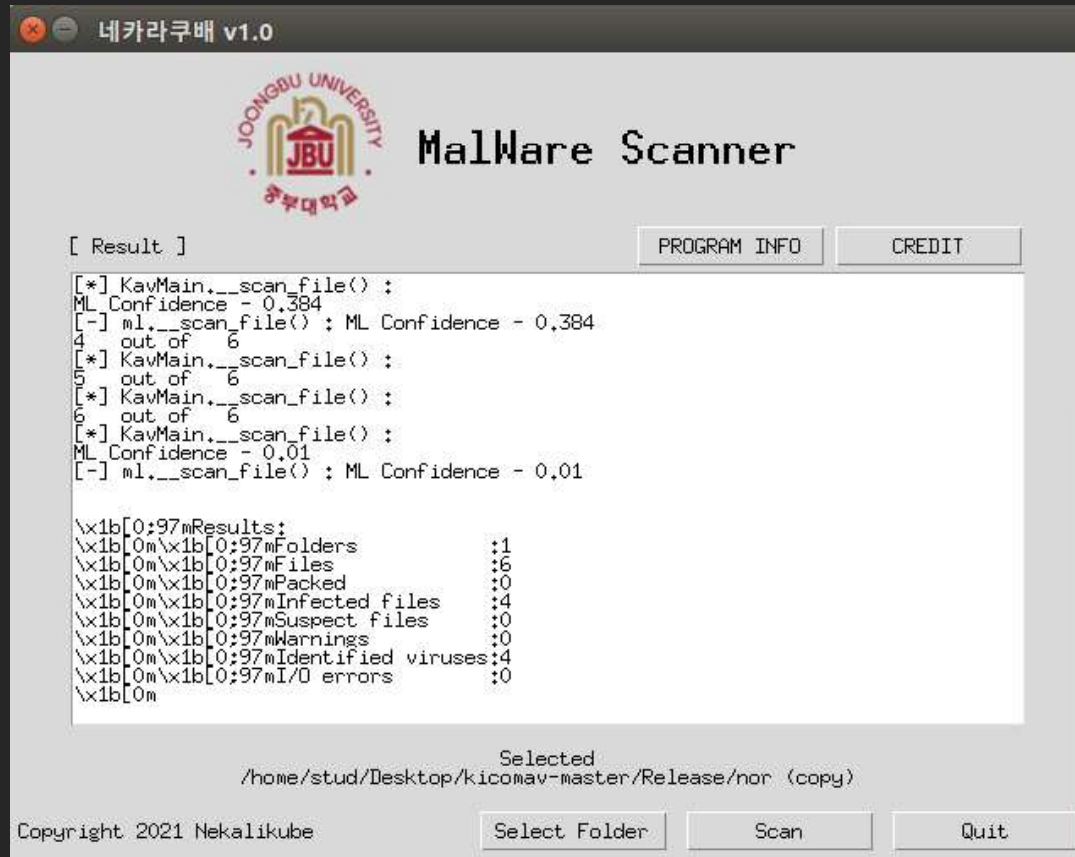 네카라쿠배 v1.0
JOONGBU UNIVERSITY
JBU
중부대학교
MalWare Scanner
[ Result ]
PROGRAM INFO
CREDIT
[*] KavMain.__scan_file() :
ML Confidence - 0.384
[-] ml.__scan_file() : ML Confidence - 0.384
4   out of   6
[*] KavMain.__scan_file() :
5   out of   6
[*] KavMain.__scan_file() :
6   out of   6
[*] KavMain.__scan_file() :
ML Confidence - 0.01
[-] ml.__scan_file() : ML Confidence - 0.01
\x1b[0;97mResults:
\x1b[0m\x1b[0;97mFolders :1
\x1b[0m\x1b[0;97mFiles :6
\x1b[0m\x1b[0;97mPacked :0
\x1b[0m\x1b[0;97mInfected files :4
\x1b[0m\x1b[0;97mSuspect files :0
\x1b[0m\x1b[0;97mWarnings :0
\x1b[0m\x1b[0;97mIdentified viruses:4
\x1b[0m\x1b[0;97mI/O errors :0
\x1b[0m
Selected
/home/stud/Desktop/kicomav-master/Release/nor (copy)
Copyright 2021 Nekalikube
Select Folder
Scan
Quit